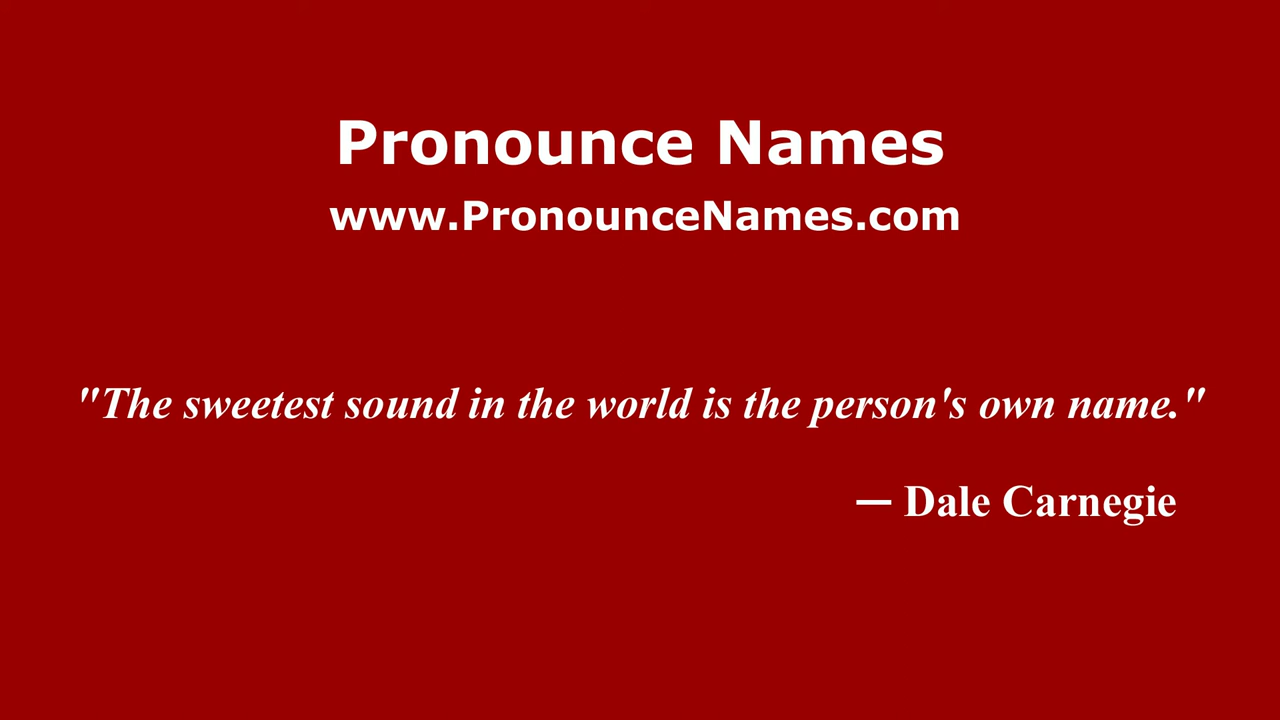 Pronounce Names
www.PronounceNames.com
"The sweetest sound in the world is the person's own name."
— Dale Carnegie